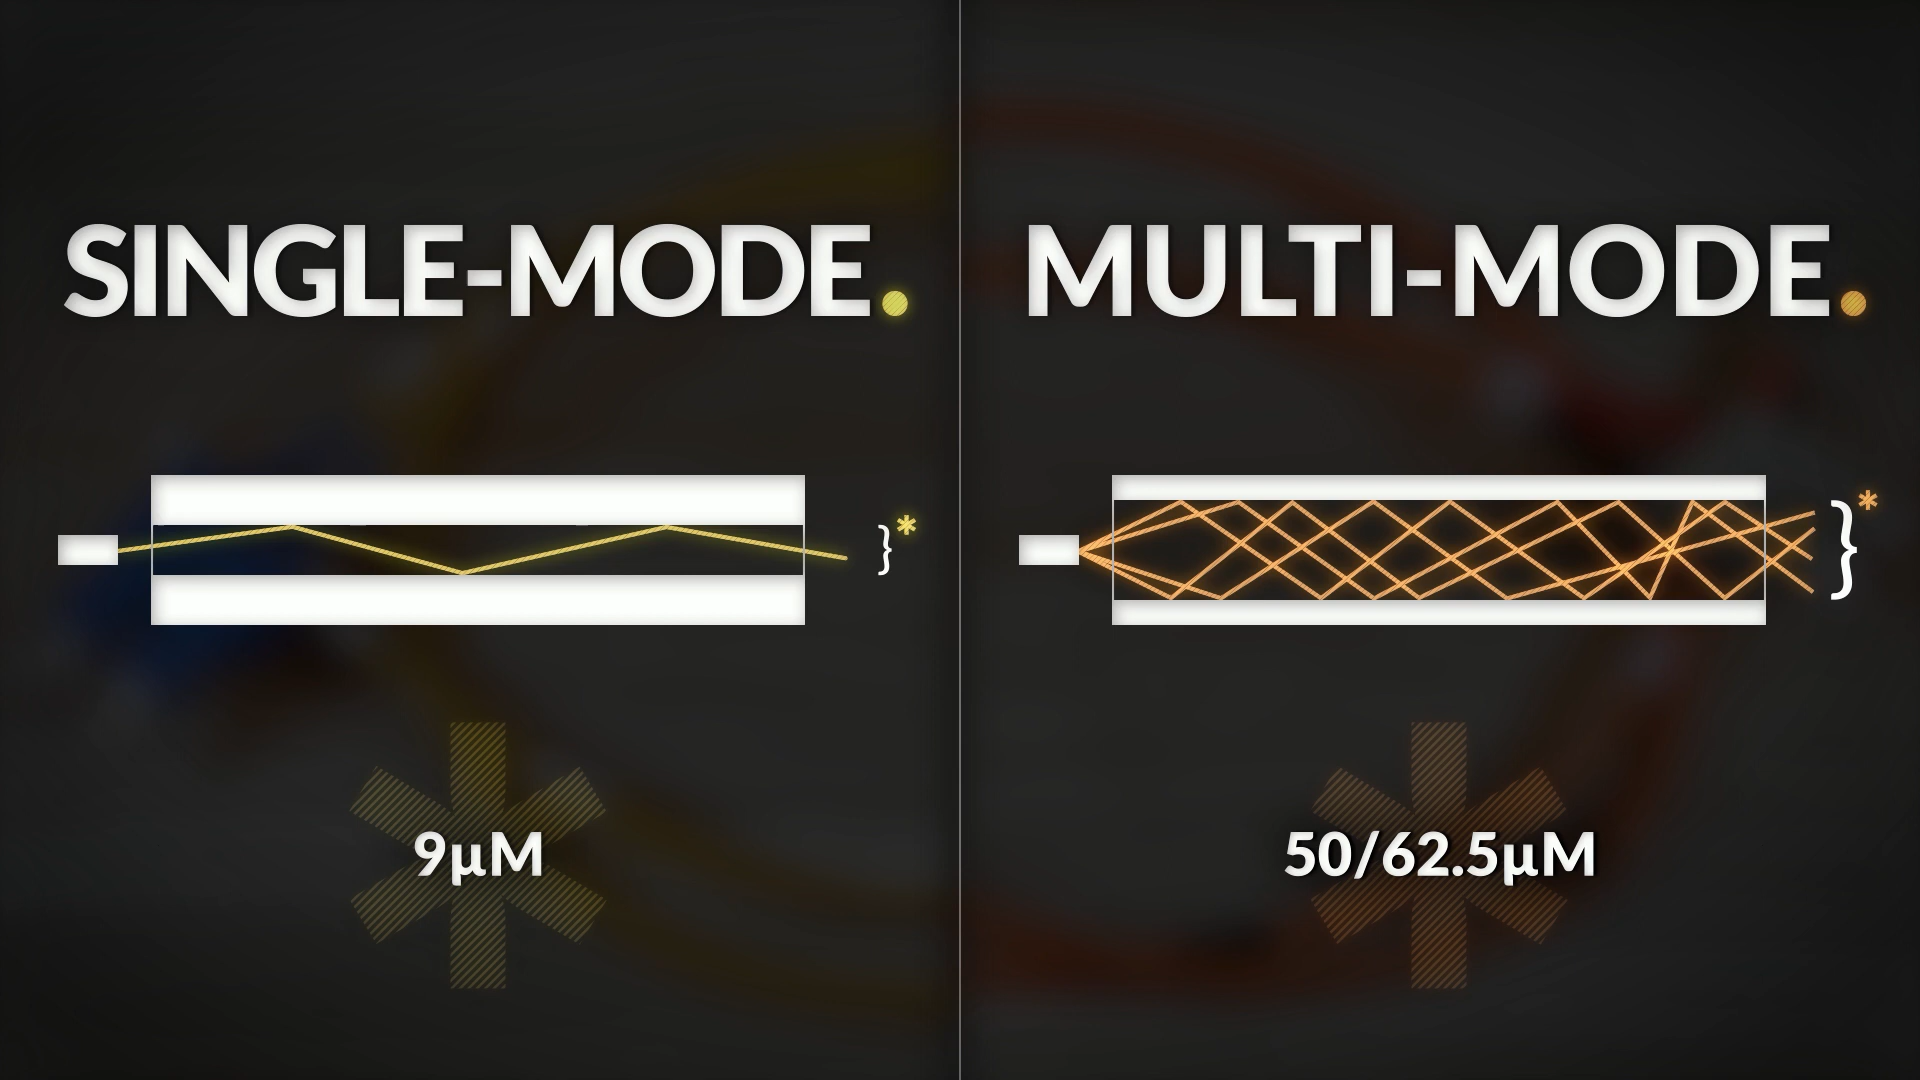 SINGLE-MODE.
}*
9µM
MULTI-MODE.
}*
50/62.5µM